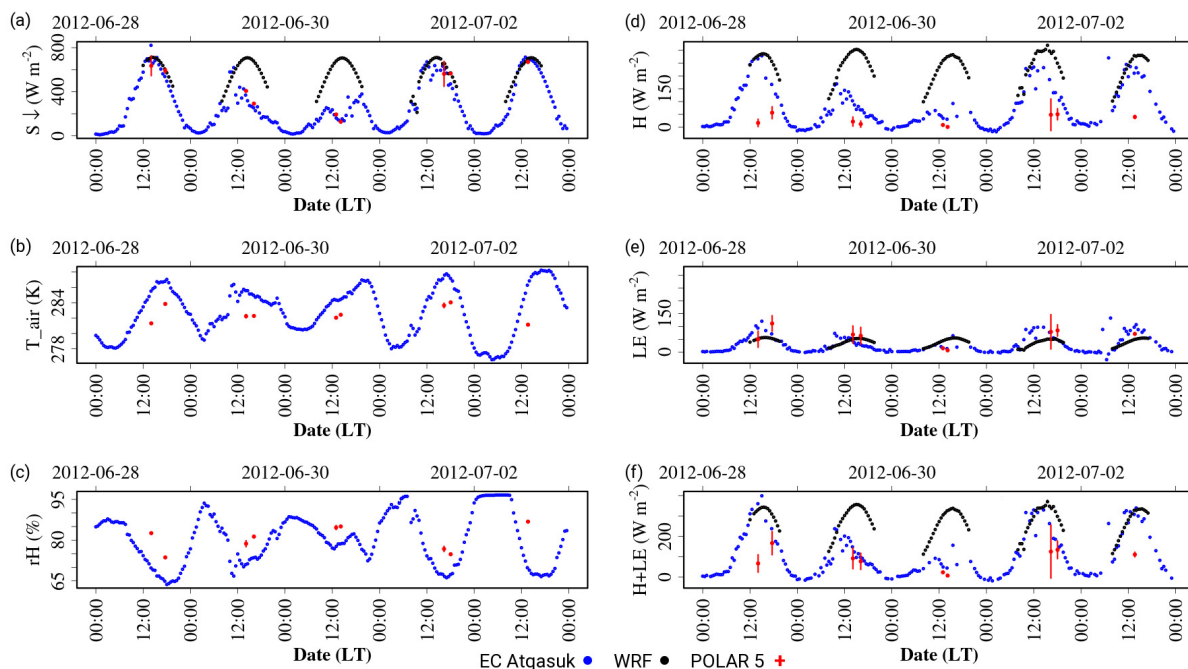 (a)
2012-06-28 2012-06-30 2012-07-02
S ↓ (W m⁻²)
800
400
0
00:00 12:00 00:00 12:00 00:00 12:00 00:00 12:00 00:00 12:00 00:00
Date (LT)
(b)
2012-06-28 2012-06-30 2012-07-02
T_air (K)
284
278
00:00 12:00 00:00 12:00 00:00 12:00 00:00 12:00 00:00 12:00 00:00
Date (LT)
(c)
2012-06-28 2012-06-30 2012-07-02
rH (%)
95
80
65
00:00 12:00 00:00 12:00 00:00 12:00 00:00 12:00 00:00 12:00 00:00
Date (LT)
(d)
2012-06-28 2012-06-30 2012-07-02
H (W m⁻²)
150
0
00:00 12:00 00:00 12:00 00:00 12:00 00:00 12:00 00:00 12:00 00:00
Date (LT)
(e)
2012-06-28 2012-06-30 2012-07-02
LE (W m⁻²)
150
0
00:00 12:00 00:00 12:00 00:00 12:00 00:00 12:00 00:00 12:00 00:00
Date (LT)
(f)
2012-06-28 2012-06-30 2012-07-02
H+LE (W m⁻²)
200
0
00:00 12:00 00:00 12:00 00:00 12:00 00:00 12:00 00:00 12:00 00:00
Date (LT)
EC Atqasuk WRF POLAR 5